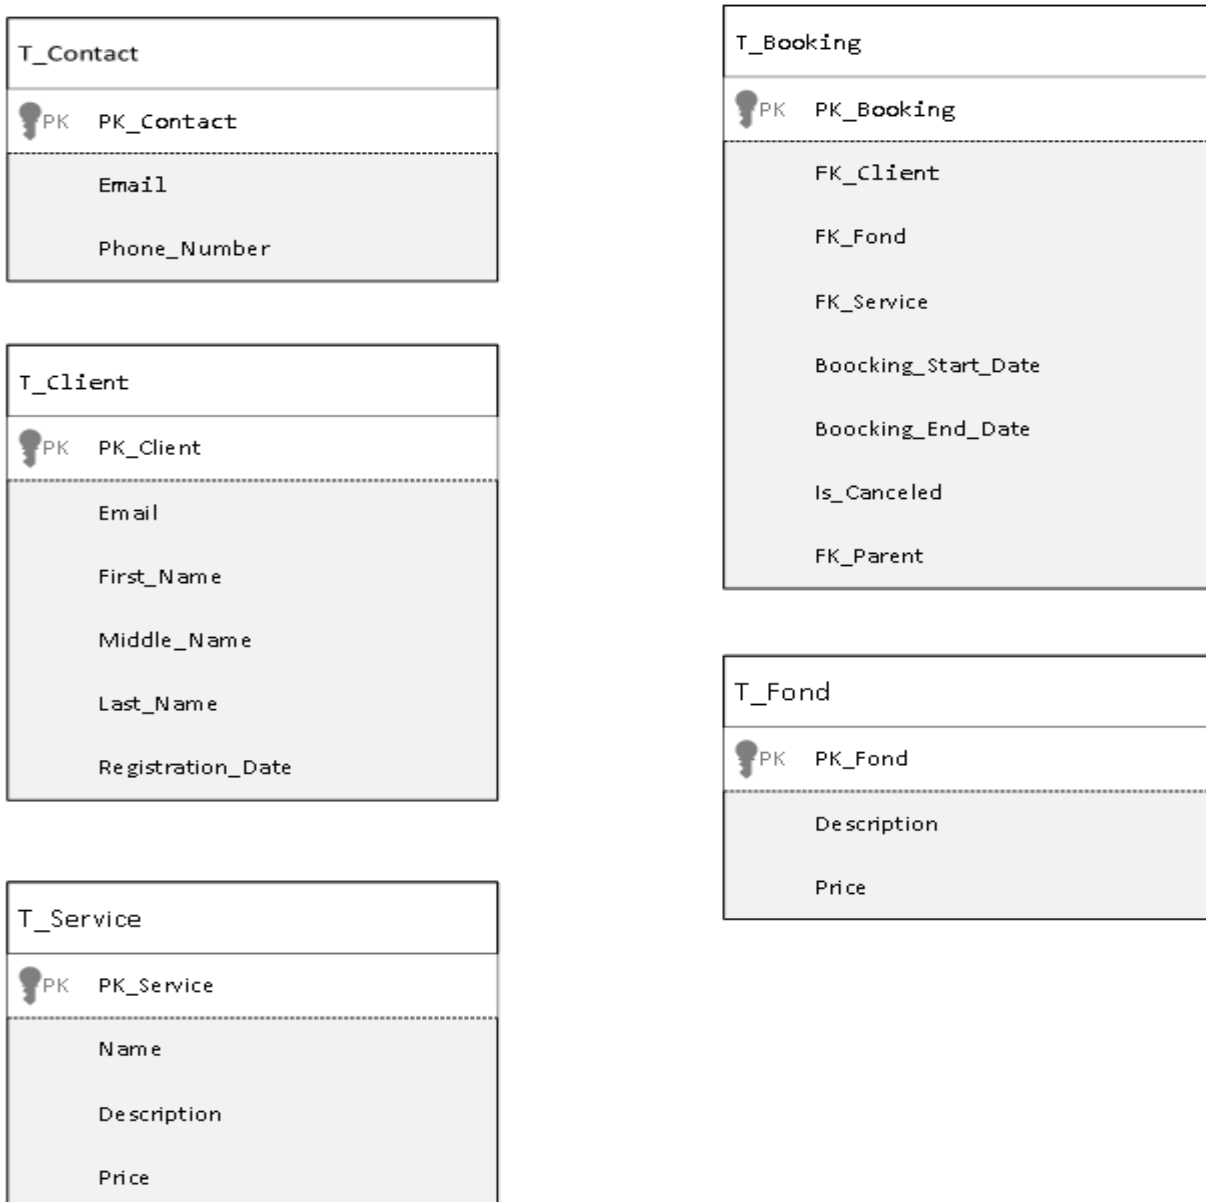 T_Contact
PK PK_Contact
Email
Phone_Number
T_Client
PK PK_Client
Email
First_Name
Middle_Name
Last_Name
Registration_Date
T_Service
PK PK_Service
Name
Description
Price
T_Booking
PK PK_Booking
FK_Client
FK_Fond
FK_Service
Boocking_Start_Date
Boocking_End_Date
Is_Canceled
FK_Parent
T_Fond
PK PK_Fond
Description
Price